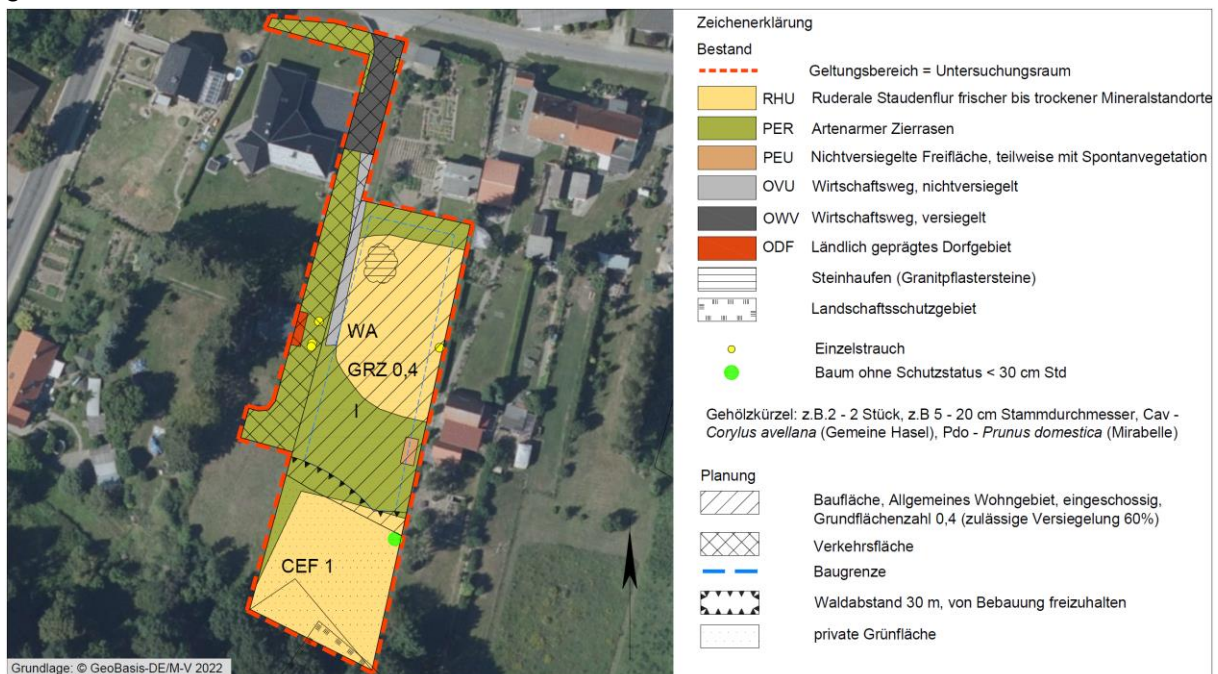 WA
GRZ 0,4
I
CEF 1
Grundlage: © GeoBasis-DE/M-V 2022
Zeichenerklärung
Bestand
Geltungsbereich = Untersuchungsraum
RHU Ruderale Staudenflur frischer bis trockener Mineralstandorte
PER Artenarmer Zierrasen
PEU Nichtversiegelte Freifläche, teilweise mit Spontanvegetation
OVU Wirtschaftsweg, nichtversiegelt
OWV Wirtschaftsweg, versiegelt
ODF Ländlich geprägtes Dorfgebiet
Steinhaufen (Granitpflastersteine)
Landschaftsschutzgebiet
Einzelstrauch
Baum ohne Schutzstatus < 30 cm Std
Gehölzkürzel: z.B.2 - 2 Stück, z.B 5 - 20 cm Stammdurchmesser, Cav -
Corylus avellana (Gemeine Hasel), Pdo - Prunus domestica (Mirabelle)
Planung
Baufläche, Allgemeines Wohngebiet, eingeschossig,
Grundflächenzahl 0,4 (zulässige Versiegelung 60%)
Verkehrsfläche
Baugrenze
Waldabstand 30 m, von Bebauung freizuhalten
private Grünfläche